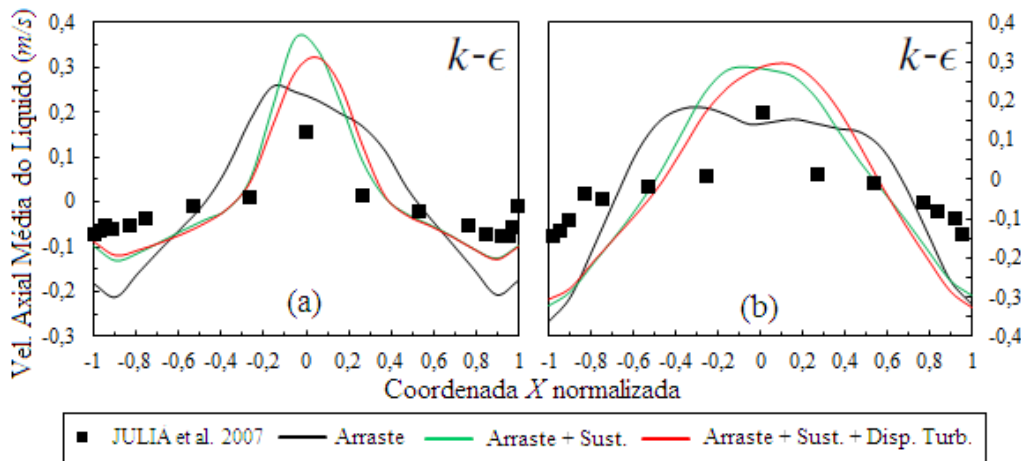 Vel. Axial Média do Líquido (m/s)
0,4
0,3
0,2
0,1
0
-0,1
-0,2
-0,3
k-ϵ
(a)
-1 -0,8 -0,6 -0,4 -0,2 0 0,2 0,4 0,6 0,8 1
k-ϵ
(b)
0,4
0,3
0,2
0,1
0
-0,1
-0,2
-0,3
-0,4
-1 -0,8 -0,6 -0,4 -0,2 0 0,2 0,4 0,6 0,8 1
Coordenada X normalizada
JULIA et al. 2007 Arraste Arraste + Sust. Arraste + Sust. + Disp. Turb.